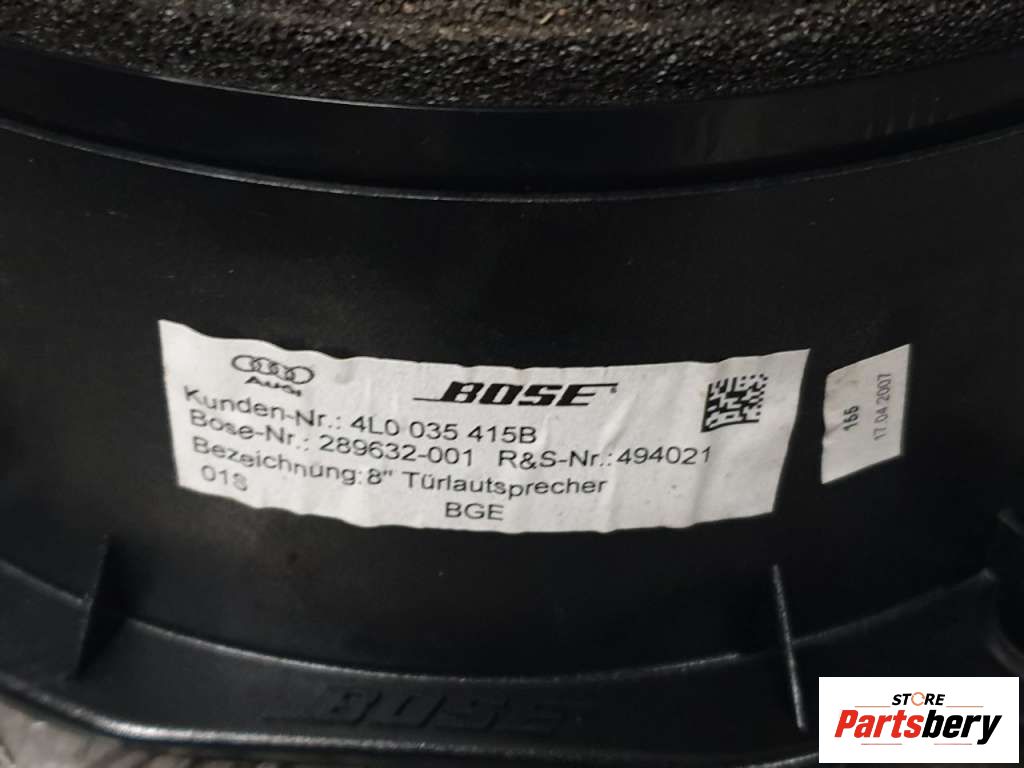 Audi
BOSE
Kunden-Nr.: 4L0 035 415B
Bose-Nr.: 289632-001 R&S-Nr.:494021
Bezeichnung:8" Türlautsprecher
01S
BGE
155
17.04.2007
BOSE
STORE
Partsbery